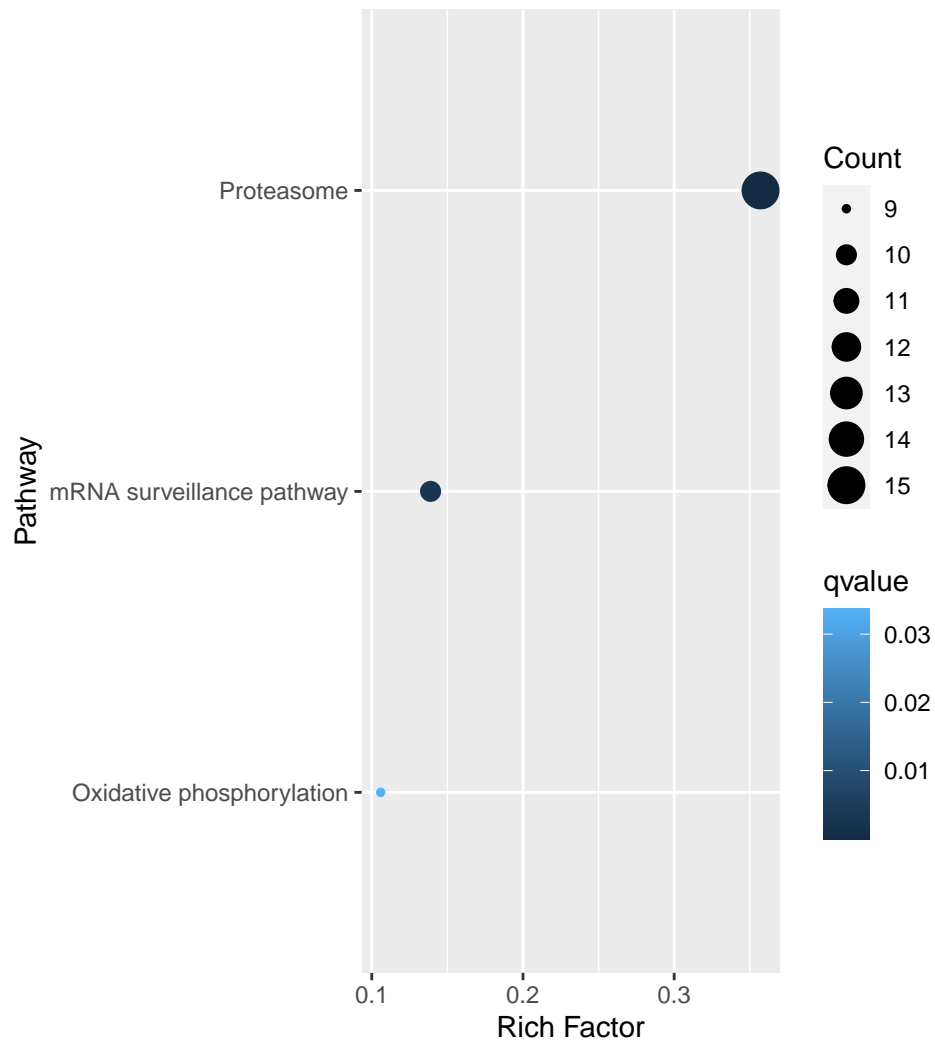 Proteasome
mRNA surveillance pathway
Oxidative phosphorylation
Pathway
0.1
0.2
0.3
Rich Factor
Count
9
10
11
12
13
14
15
qvalue
0.03
0.02
0.01